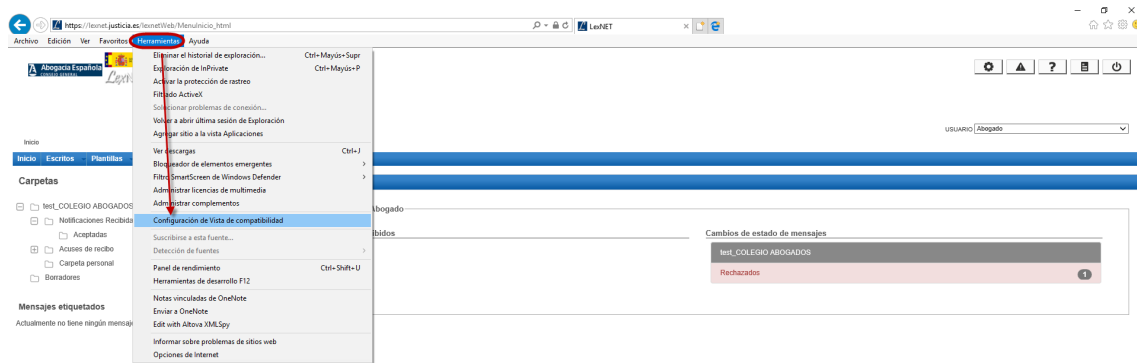 https://lexnet.justicia.es/lexnetWeb/MenuInicio_html
LexNET
Archivo Edición Ver Favoritos Herramientas Ayuda
Abogacía Española
CONSEJO GENERAL
Eliminar el historial de exploración... Ctrl+Mayús+Supr
Exploración de InPrivate Ctrl+Mayús+P
Activar la protección de rastreo
Filtrado ActiveX
Solucionar problemas de conexión...
Volver a abrir última sesión de Exploración
Agregar sitio a la vista Aplicaciones
Ver descargas Ctrl+J
Bloqueador de elementos emergentes
Filtro SmartScreen de Windows Defender
Administrar licencias de multimedia
Administrar complementos
Configuración de Vista de compatibilidad
Suscribirse a esta fuente...
Detección de fuentes
Panel de rendimiento Ctrl+Shift+U
Herramientas de desarrollo F12
Notas vinculadas de OneNote
Enviar a OneNote
Edit with Altova XMLSpy
Informar sobre problemas de sitios web
Opciones de Internet
USUARIO Abogado
Inicio
Inicio Escritos Plantillas
Carpetas
test_COLEGIO ABOGADOS
Notificaciones Recibida
Aceptadas
Acuses de recibo
Carpeta personal
Borradores
Mensajes etiquetados
Actualmente no tiene ningún mensaj
Abogado
ibidos
Cambios de estado de mensajes
test_COLEGIO ABOGADOS
Rechazados 1